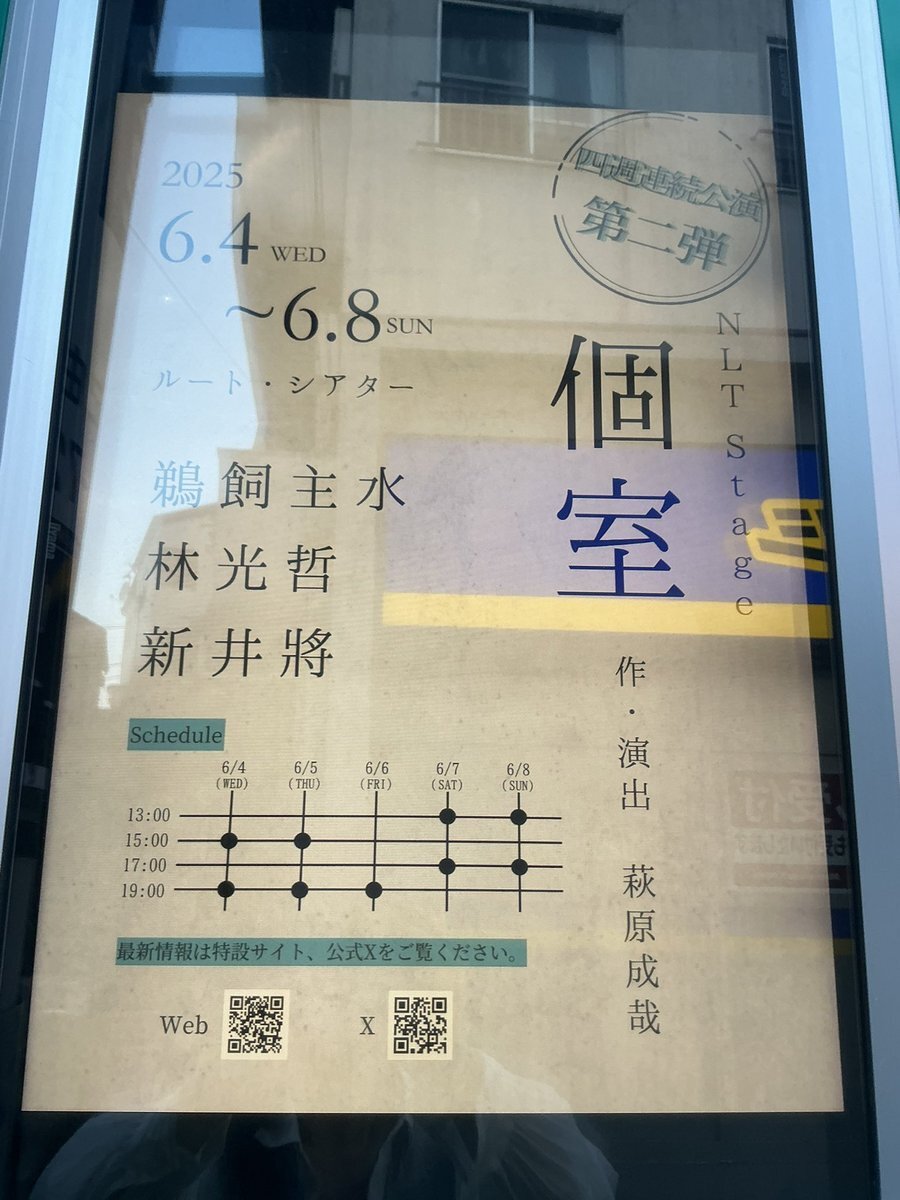 2025
6.4 WED
~6.8 SUN
ルート・シアター
四週連続公演
第二弾
NLT Stage
個室
作・演出 萩原成哉
鵜飼主水
林光哲
新井將
Schedule
6/4 6/5 6/6 6/7 6/8
(WED) (THU) (FRI) (SAT) (SUN)
13:00
15:00
17:00
19:00
最新情報は特設サイト、公式Xをご覧ください。
Web X